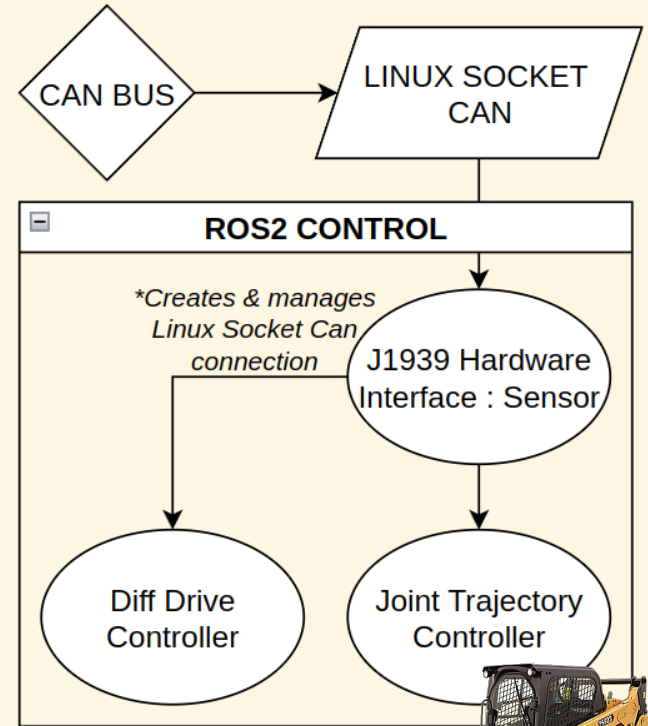 CAN BUS
LINUX SOCKET
CAN
ROS2 CONTROL
*Creates & manages
Linux Socket Can
connection
J1939 Hardware
Interface : Sensor
Diff Drive
Controller
Joint Trajectory
Controller